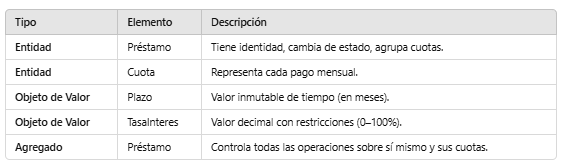 Tipo Elemento Descripción
Entidad Préstamo Tiene identidad, cambia de estado, agrupa cuotas.
Entidad Cuota Representa cada pago mensual.
Objeto de Valor Plazo Valor inmutable de tiempo (en meses).
Objeto de Valor TasaInteres Valor decimal con restricciones (0–100%).
Agregado Préstamo Controla todas las operaciones sobre sí mismo y sus cuotas.